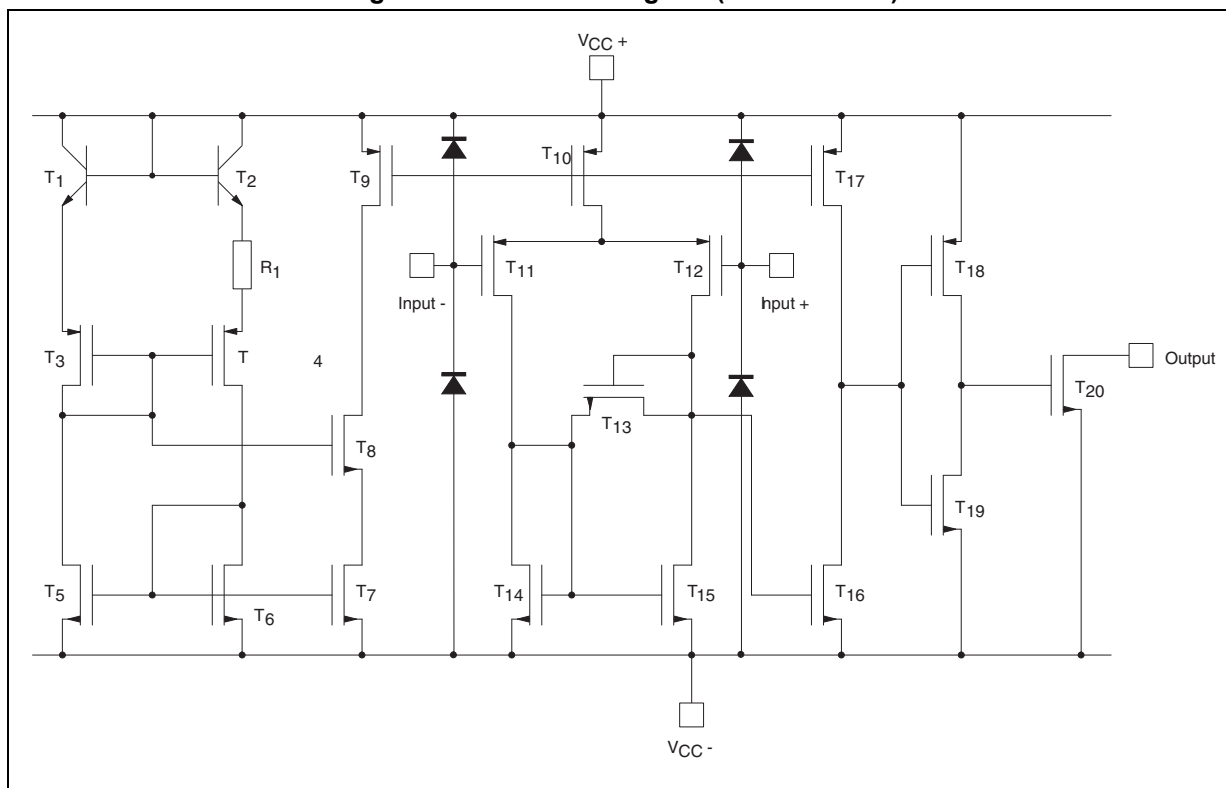 VCC +
T1
T2
T9
T10
T17
R1
T11
T12
T18
Input -
Input +
T3
T
4
T13
T20
Output
T8
T19
T5
T6
T7
T14
T15
T16
VCC -